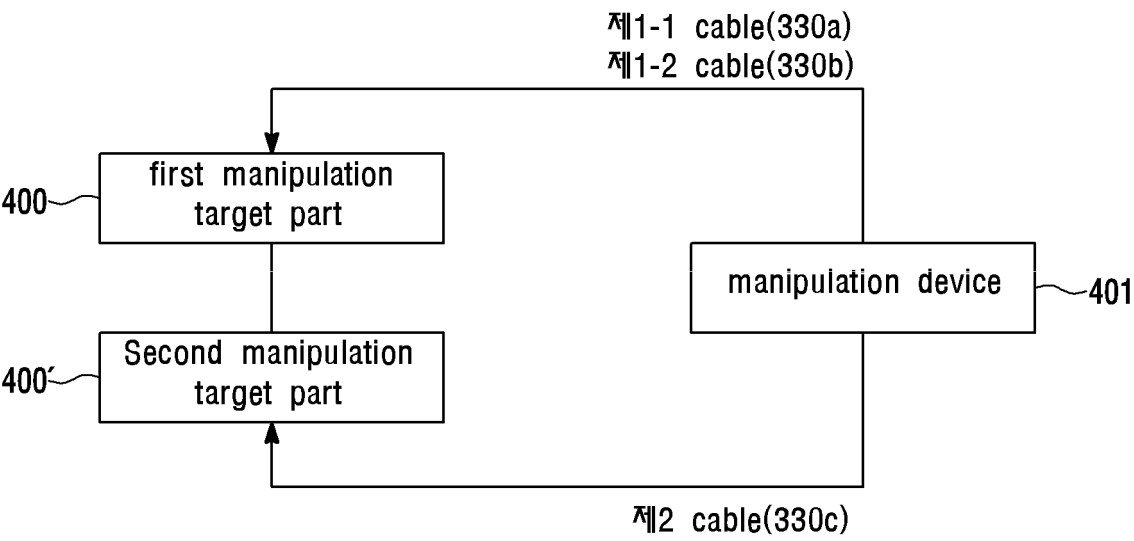 제1-1 cable(330a)
제1-2 cable(330b)
first manipulation
target part
400
manipulation device
401
Second manipulation
target part
400′
제2 cable(330c)